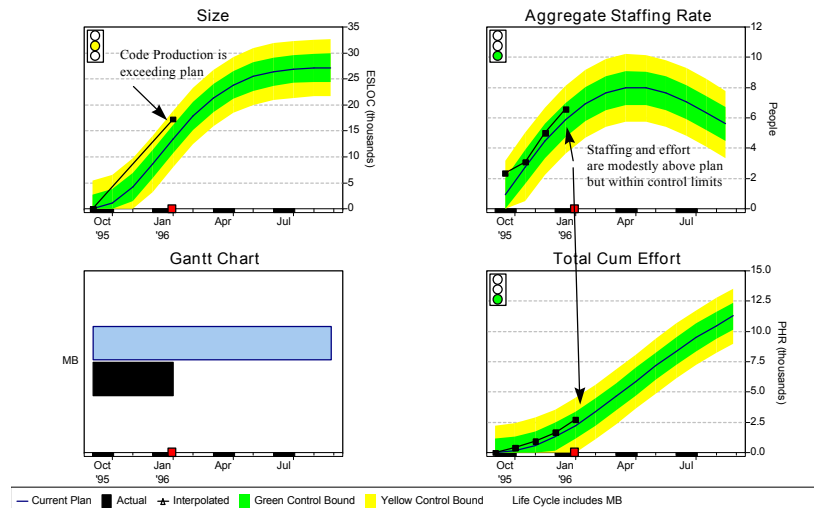 Size
Code Production is
exceeding plan
35
30
25
20
15
10
5
0
ESLOC (thousands)
Oct Jan Apr Jul
'95 '96
Aggregate Staffing Rate
12
10
8
6
4
2
0
People
Staffing and effort
are modestly above plan
but within control limits
Oct Jan Apr Jul
'95 '96
Gantt Chart
MB
Oct Jan Apr Jul
'95 '96
Total Cum Effort
15.0
12.5
10.0
7.5
5.0
2.5
0.0
PHR (thousands)
Oct Jan Apr Jul
'95 '96
Current Plan Actual Interpolated Green Control Bound Yellow Control Bound Life Cycle includes MB